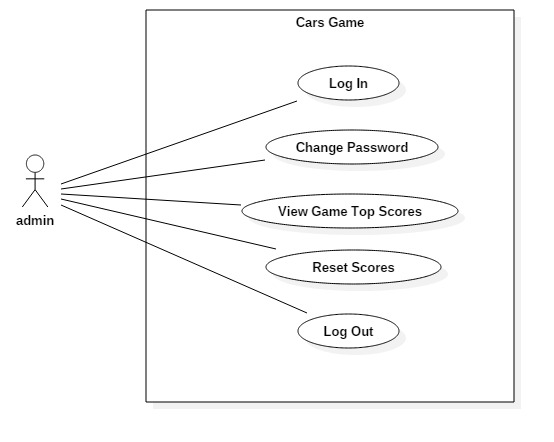 Cars Game
Log In
Change Password
admin
View Game Top Scores
Reset Scores
Log Out